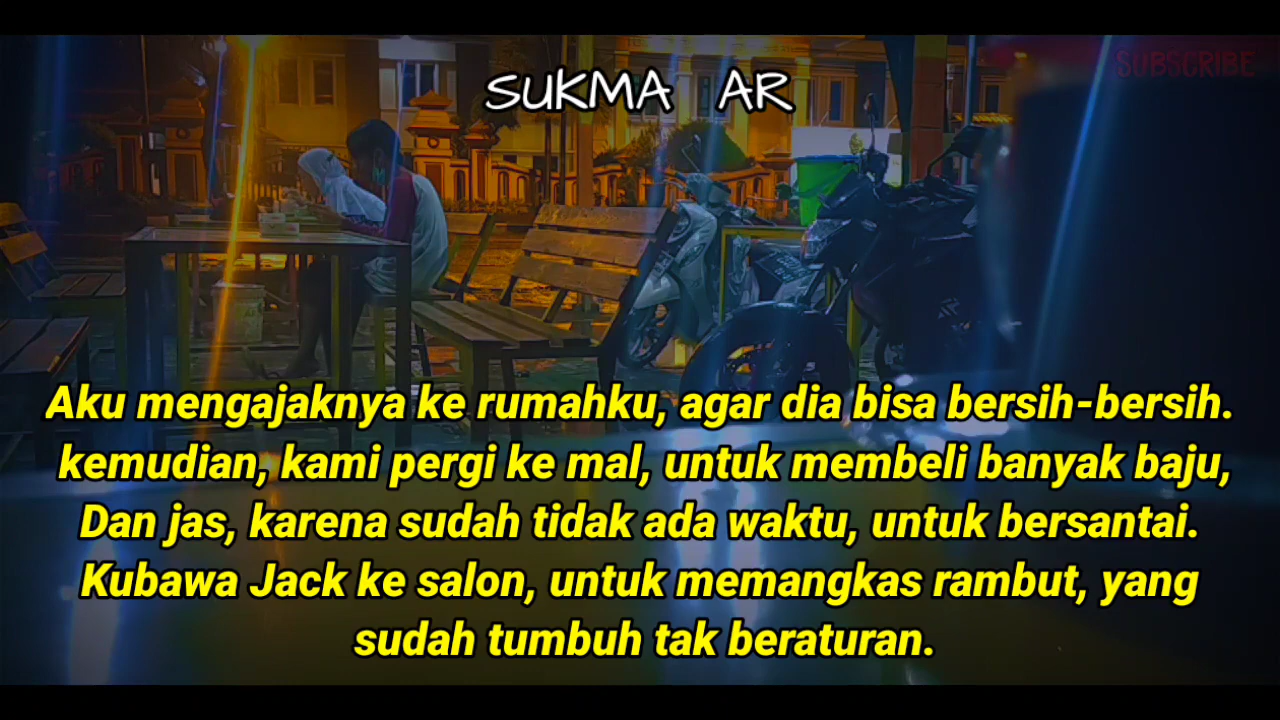 SUBSCRIBE
SUKMA AR
Aku mengajaknya ke rumahku, agar dia bisa bersih-bersih.
kemudian, kami pergi ke mal, untuk membeli banyak baju,
Dan jas, karena sudah tidak ada waktu, untuk bersantai.
Kubawa Jack ke salon, untuk memangkas rambut, yang
sudah tumbuh tak beraturan.